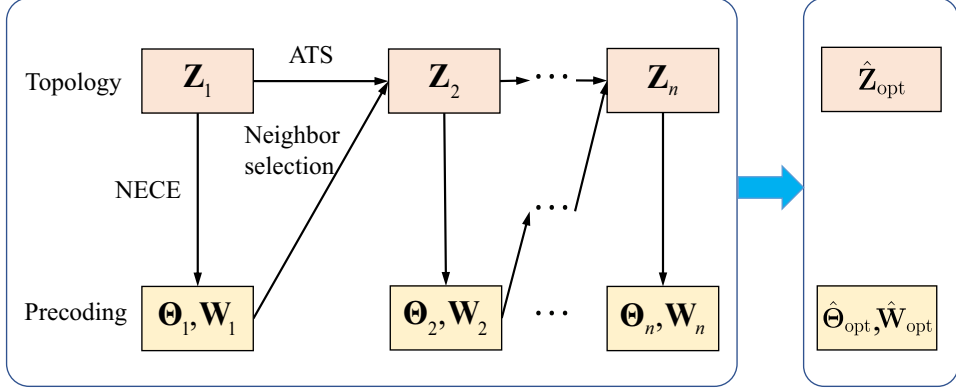 ATS
Topology Z₁ Z₂ ··· Zₙ Ẑopt
Neighbor
selection
NECE
···
Precoding Θ₁,W₁ Θ₂,W₂ ··· Θₙ,Wₙ Θ̂opt,Ŵopt